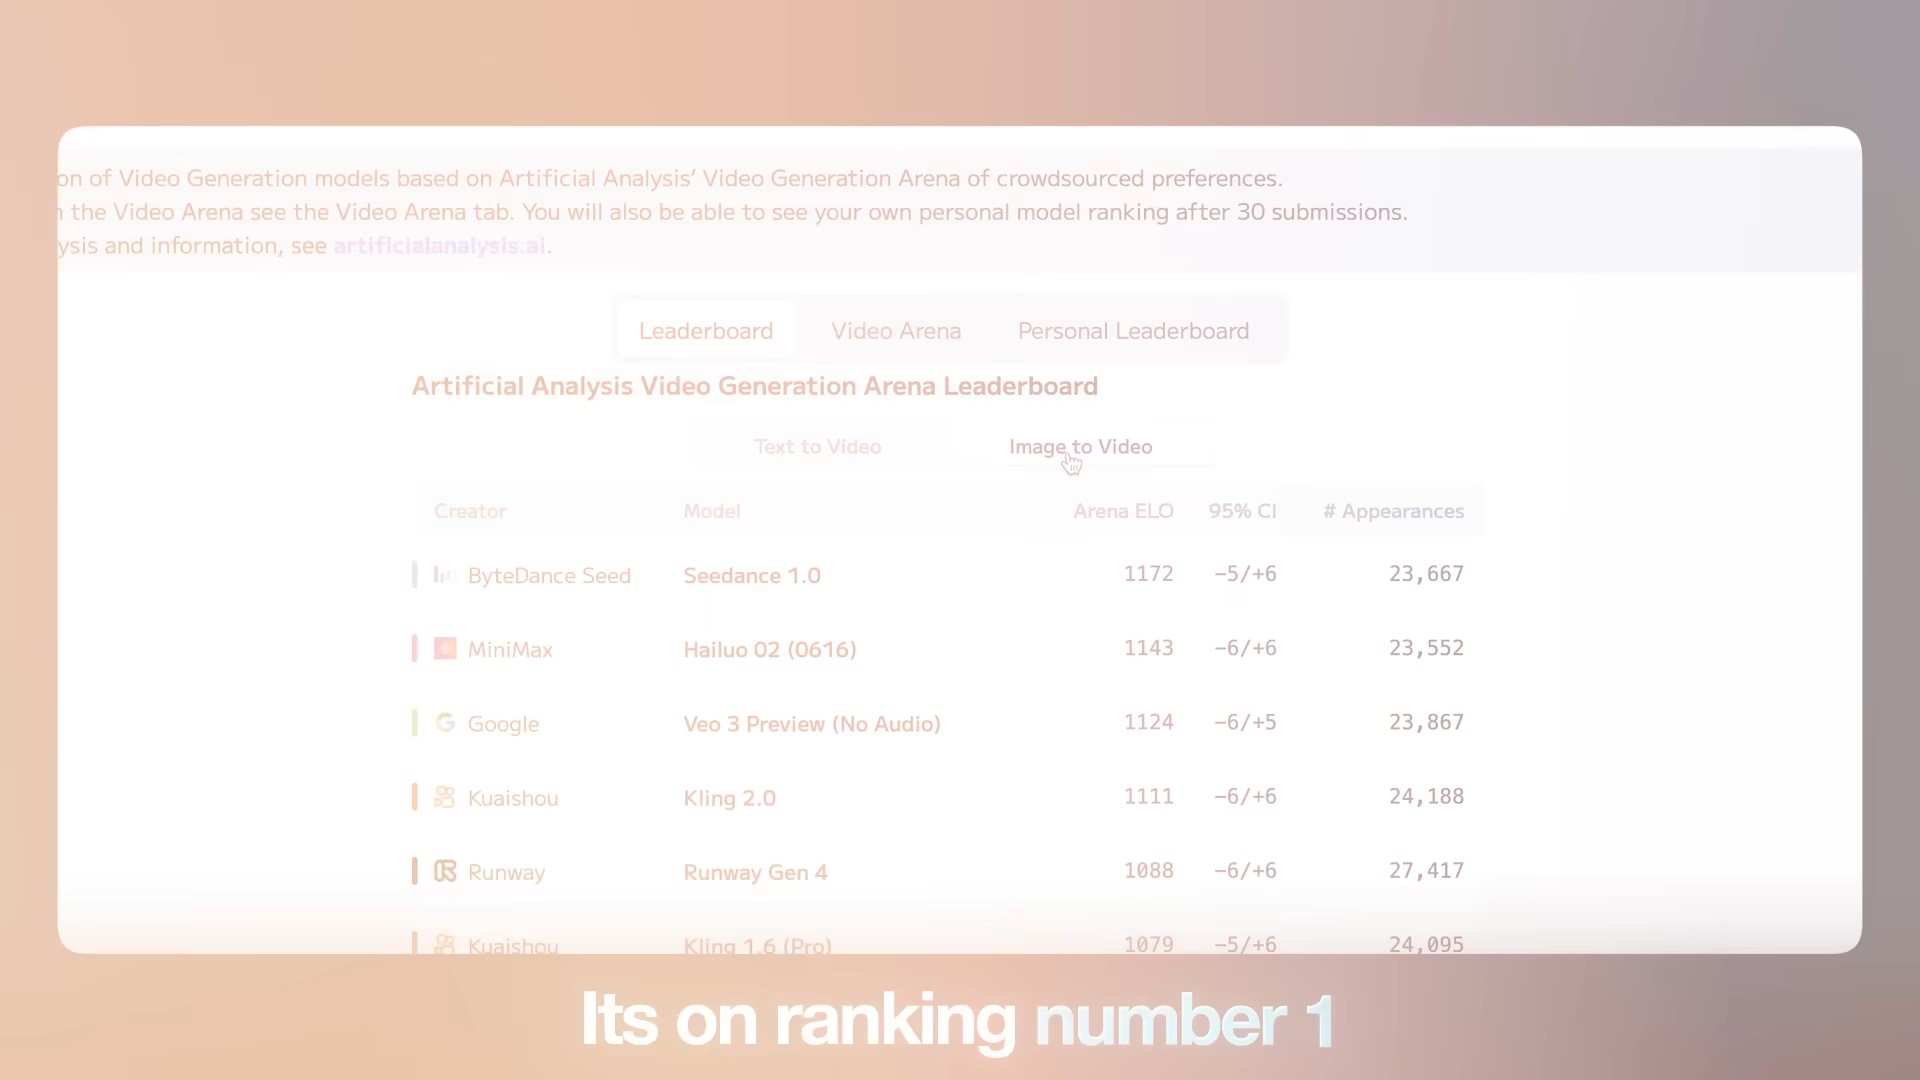 on of Video Generation models based on Artificial Analysis’ Video Generation Arena of crowdsourced preferences.
the Video Arena see the Video Arena tab. You will also be able to see your own personal model ranking after 30 submissions.
ysis and information, see artificialanalysis.ai.
Leaderboard Video Arena Personal Leaderboard
Artificial Analysis Video Generation Arena Leaderboard
Text to Video Image to Video
Creator Model Arena ELO 95% CI # Appearances
ByteDance Seed Seedance 1.0 1172 −5/+6 23,667
MiniMax Hailuo 02 (0616) 1143 −6/+6 23,552
Google Veo 3 Preview (No Audio) 1124 −6/+5 23,867
Kuaishou Kling 2.0 1111 −6/+6 24,188
Runway Runway Gen 4 1088 −6/+6 27,417
Kuaishou Kling 1.6 (Pro) 1079 −5/+6 24,095
Its on ranking number 1